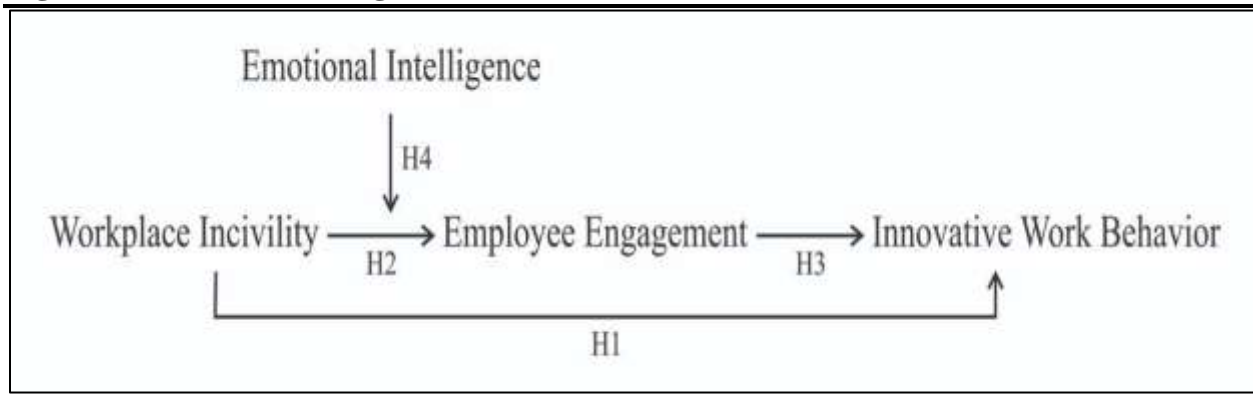 Emotional Intelligence
H4
Workplace Incivility
Employee Engagement
Innovative Work Behavior
H2
H3
H1